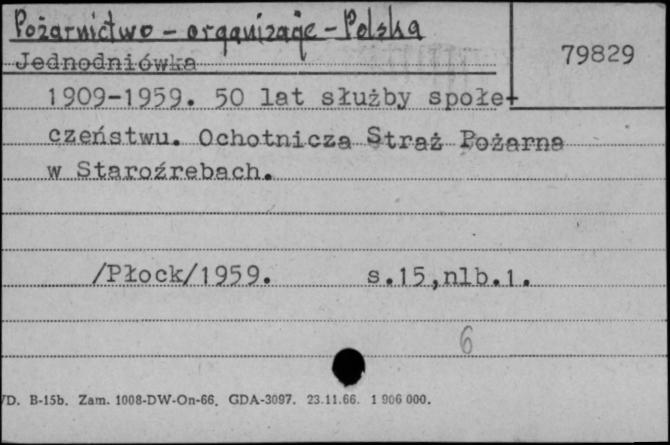 Pożarnictwo – organizacje – Polska
79829
Jednodniówka
1909-1959. 50 lat służby społe-
czeństwu. Ochotnicza Straż Pożarna
w Staroźrebach.
/Płock/1959. s.15,nlb.1.
6
D. B-15b. Zam. 1008-DW-On-66. GDA-3097. 23.11.66. 1 906 000.